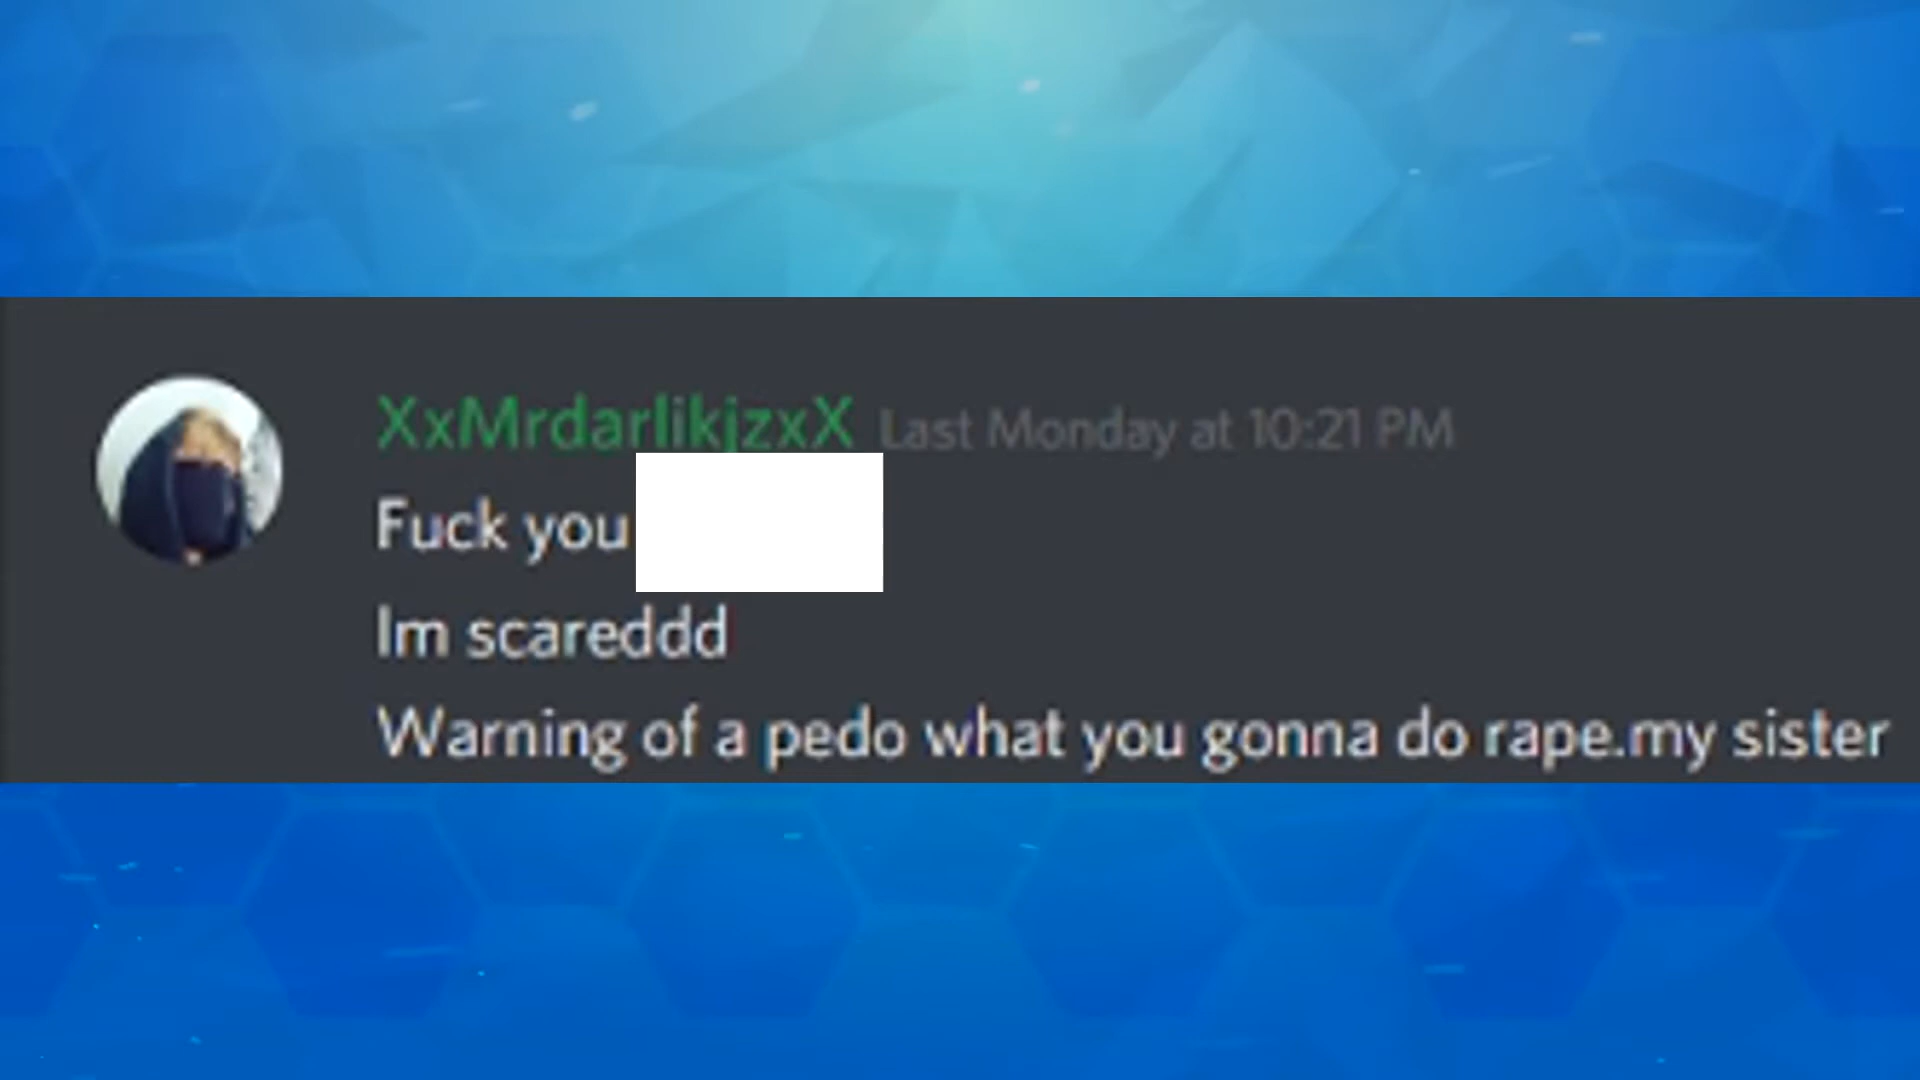 XxMrdarlikjzxX Last Monday at 10:21 PM
Fuck you
Im scareddd
Warning of a pedo what you gonna do rape.my sister